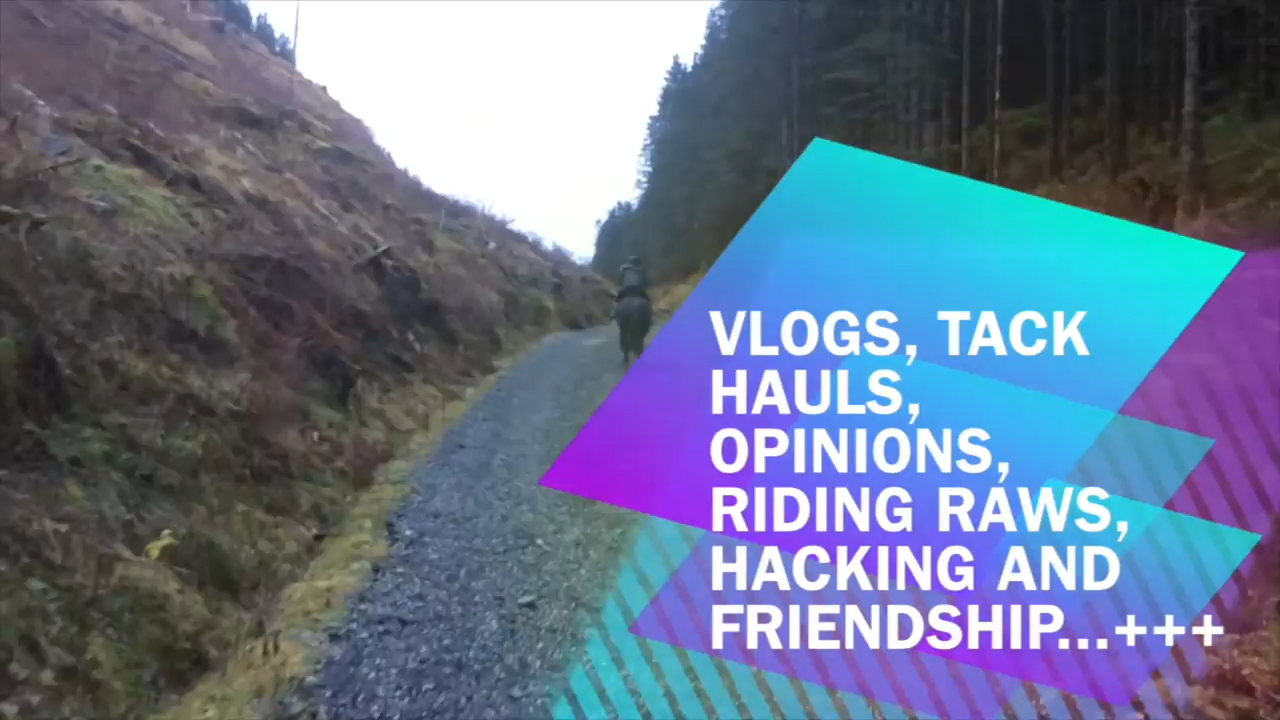 VLOGS, TACK
HAULS,
OPINIONS,
RIDING RAWS,
HACKING AND
FRIENDSHIP...+++